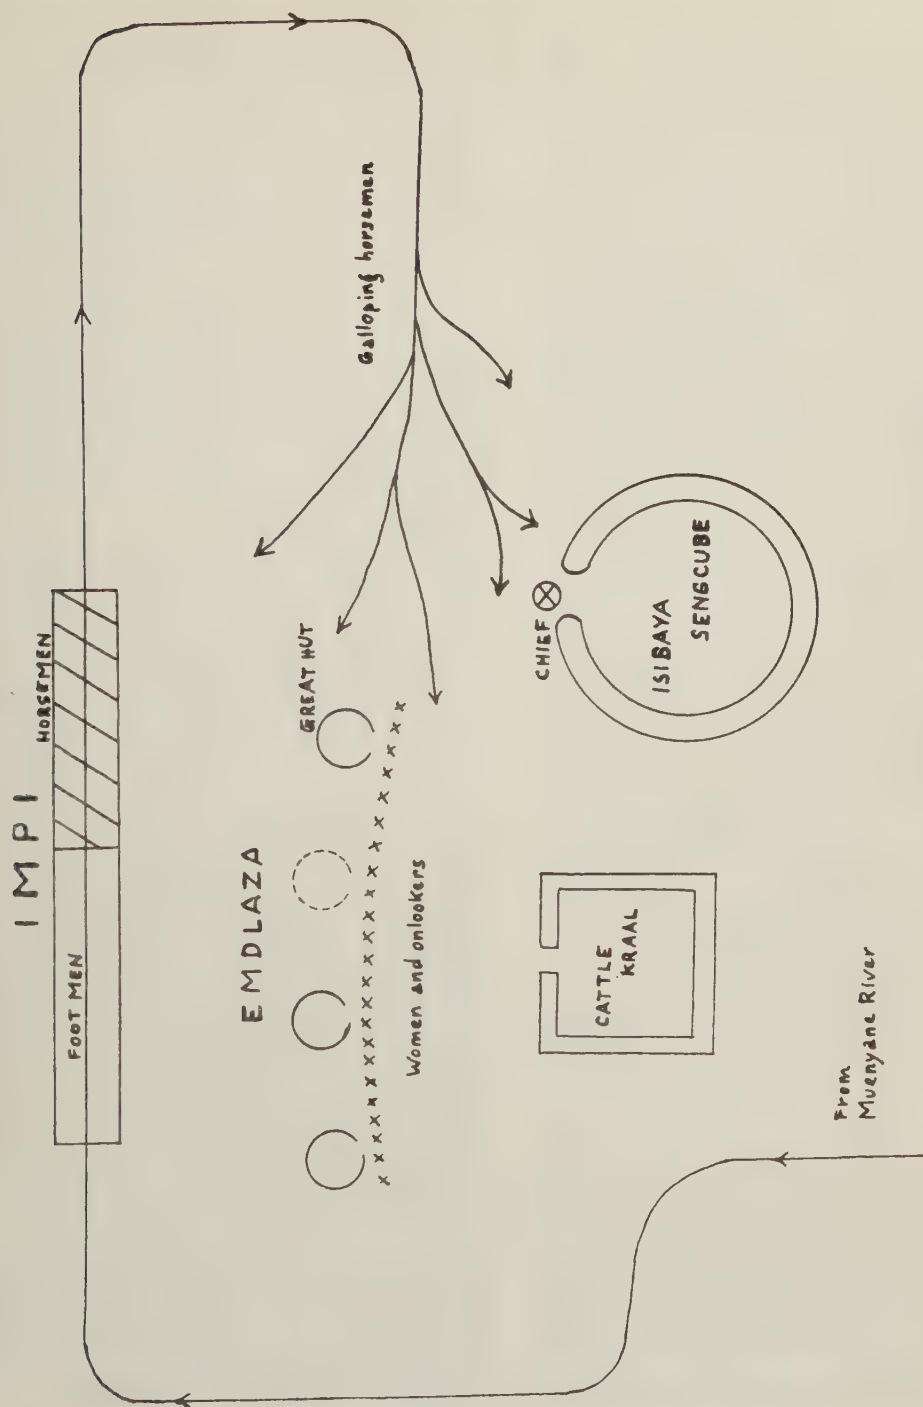 IMPI
HORSEMEN
FOOT MEN
Galloping horsemen
EMDLAZA
GREAT HUT
Women and onlookers
CHIEF
ISIBAYA
SENGCUBE
CATTLE
KRAAL
From
Muenyane River